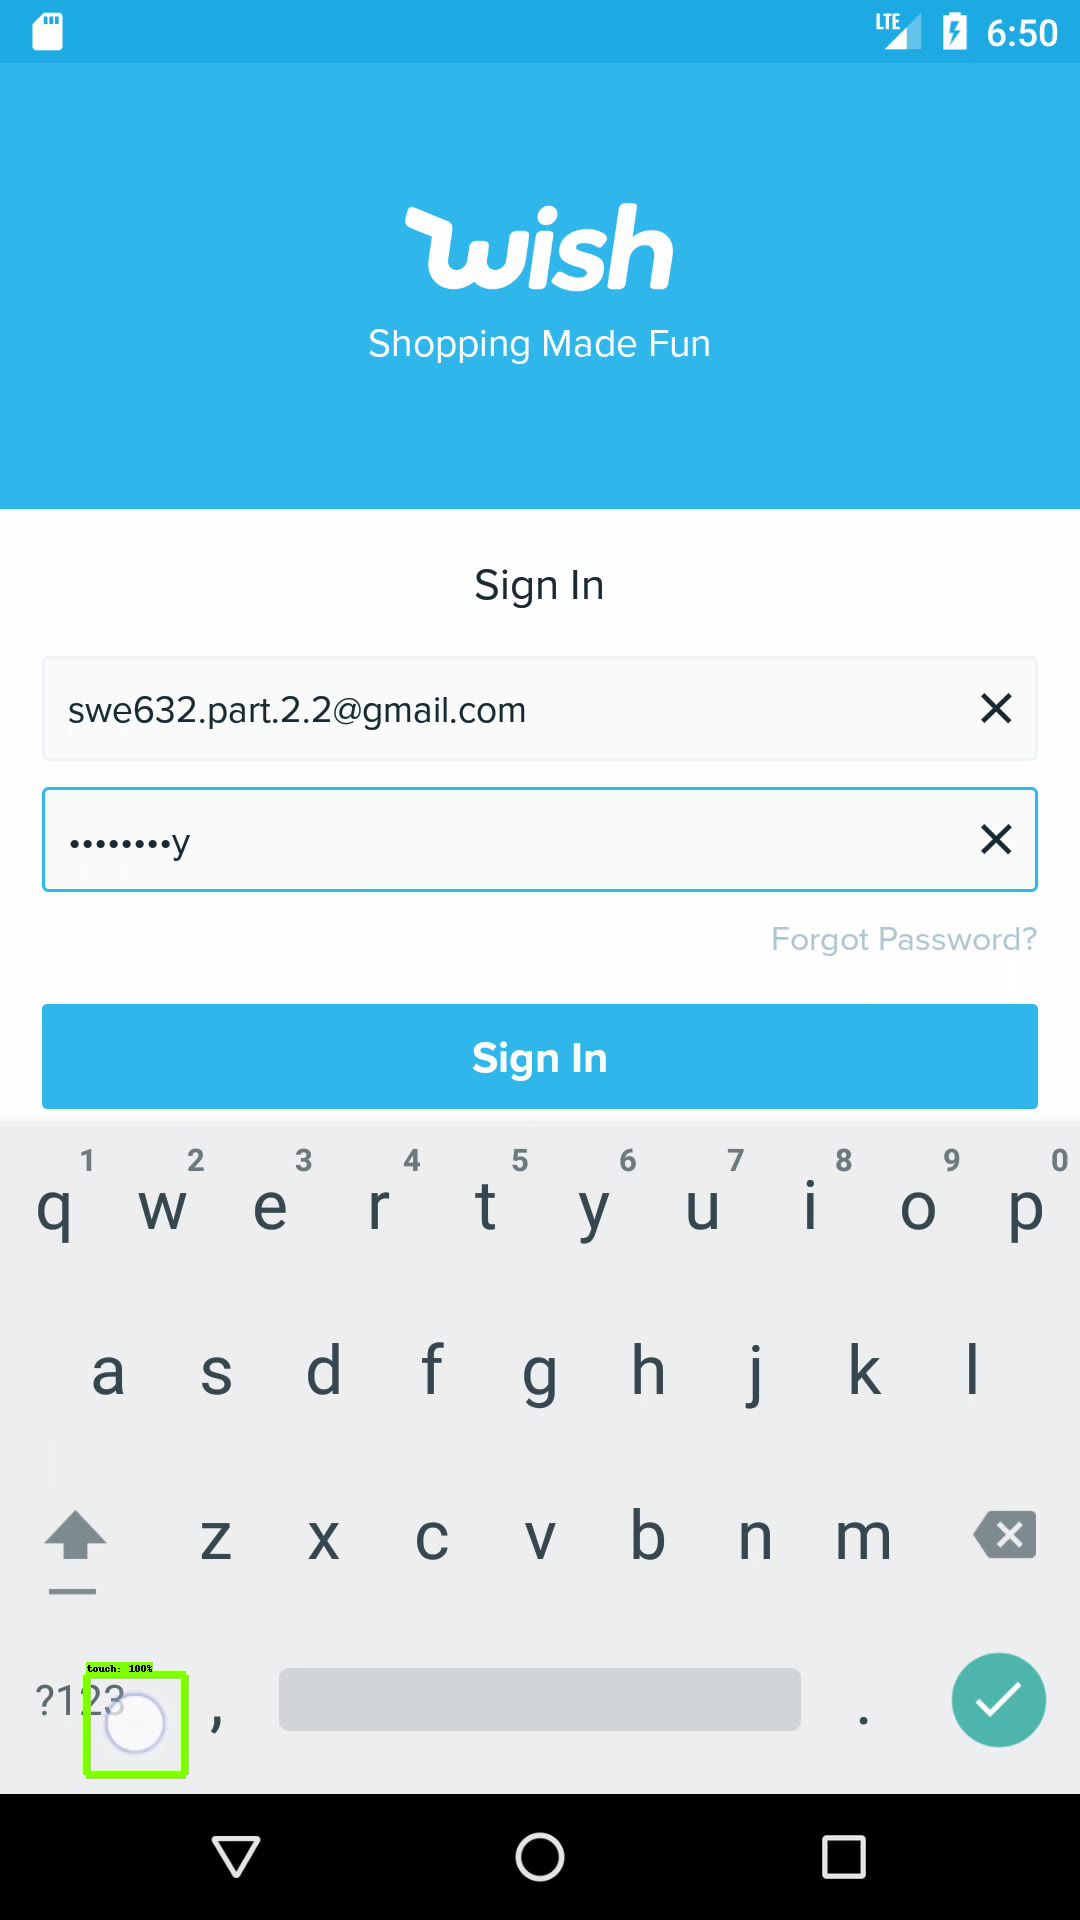 LTE 6:50
wish
Shopping Made Fun
Sign In
swe632.part.2.2@gmail.com
••••••••y
Forgot Password?
Sign In
1 2 3 4 5 6 7 8 9 0
q w e r t y u i o p
a s d f g h j k l
z x c v b n m
touch: 100%
?123 , .